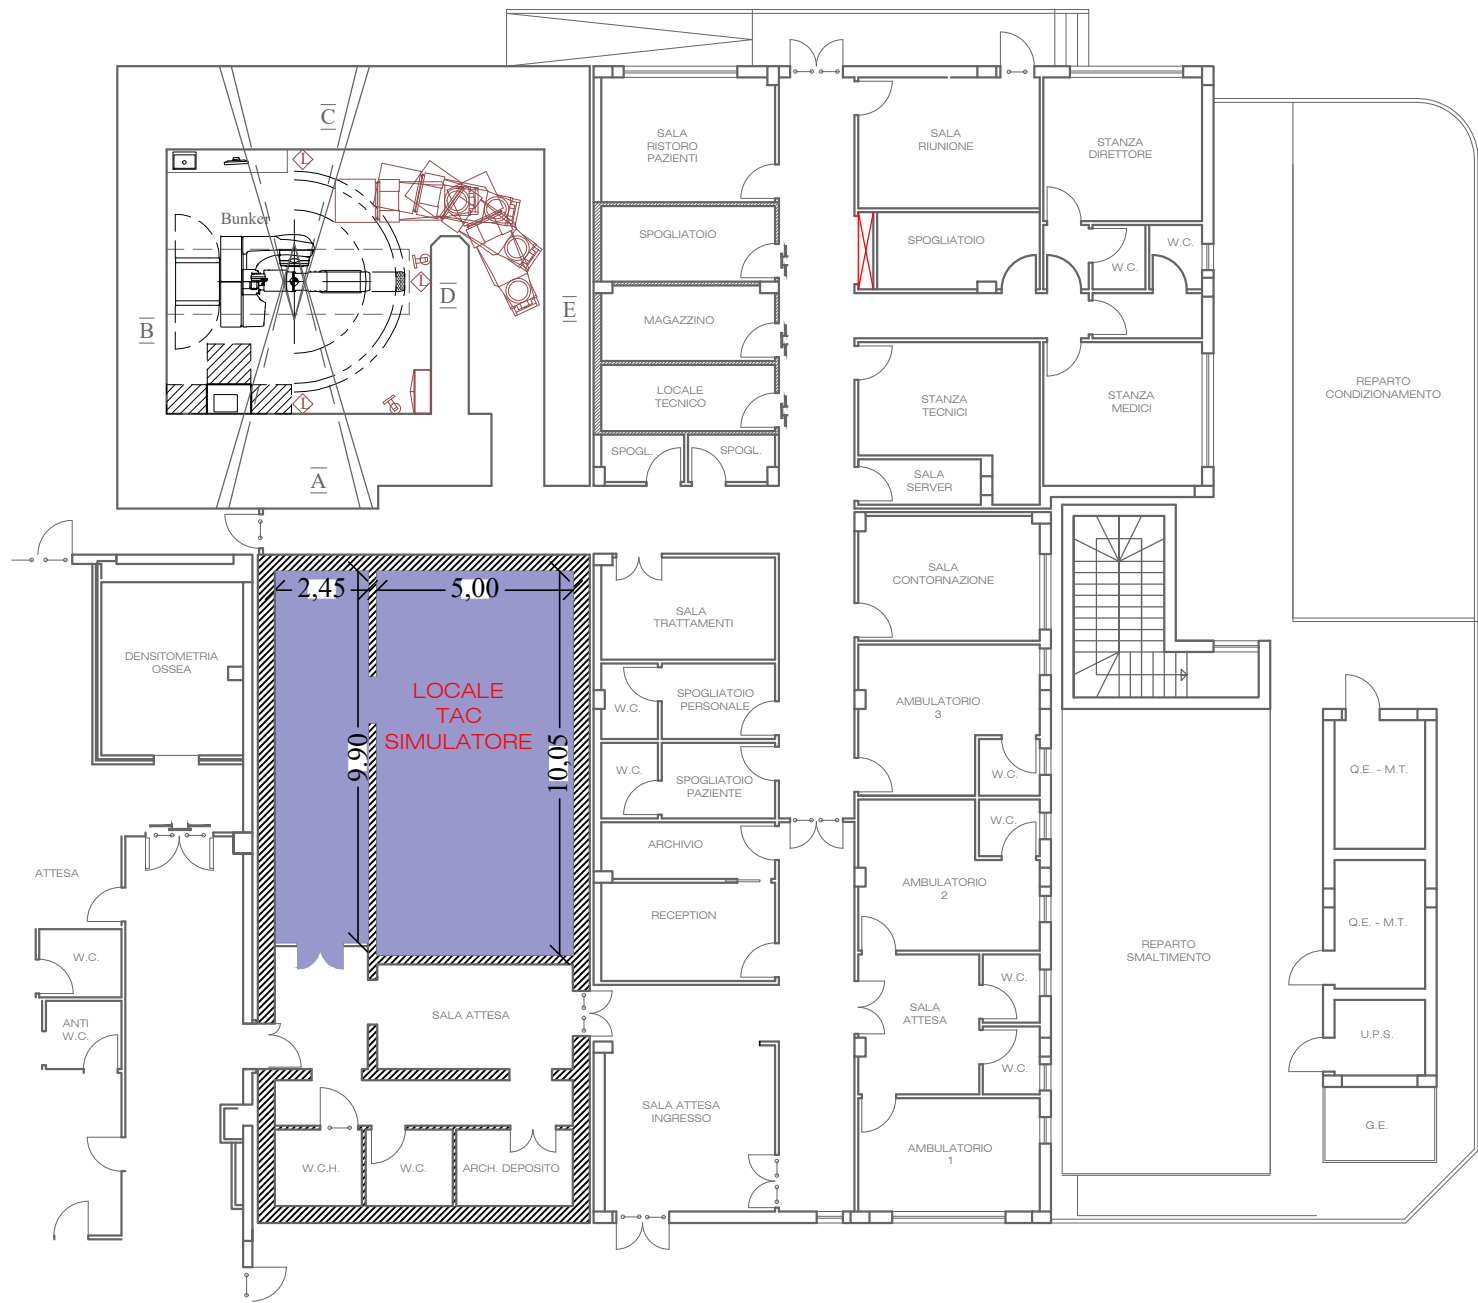 C
SALA
RISTORO
PAZIENTI
SALA
RIUNIONE
STANZA
DIRETTORE
L
Bunker
SPOGLIATOIO
SPOGLIATOIO
W.C.
W.C.
L
D
E
B
MAGAZZINO
LOCALE
TECNICO
STANZA
TECNICI
STANZA
MEDICI
REPARTO
CONDIZIONAMENTO
L
SPOGL.
SPOGL.
A
SALA
SERVER
2,45
5,00
SALA
CONTORNAZIONE
SALA
TRATTAMENTI
DENSITOMETRIA
OSSEA
LOCALE
TAC
SIMULATORE
9.90
10,05
W.C.
SPOGLIATOIO
PERSONALE
AMBULATORIO
3
W.C.
SPOGLIATOIO
PAZIENTE
W.C.
Q.E. - M.T.
W.C.
ARCHIVIO
ATTESA
AMBULATORIO
2
RECEPTION
Q.E. - M.T.
W.C.
REPARTO
SMALTIMENTO
W.C.
SALA ATTESA
SALA
ATTESA
ANTI
W.C.
U.P.S.
W.C.
SALA ATTESA
INGRESSO
G.E.
AMBULATORIO
1
W.C.H.
W.C.
ARCH. DEPOSITO